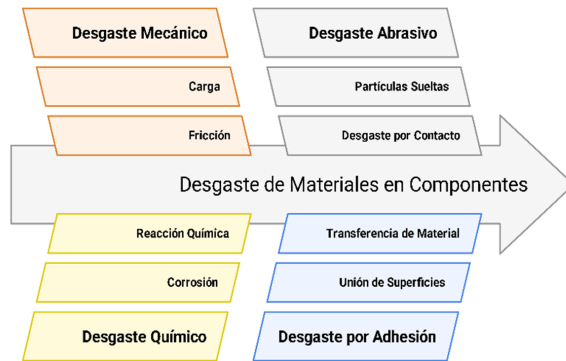 Desgaste Mecánico
Desgaste Abrasivo
Carga
Partículas Sueltas
Fricción
Desgaste por Contacto
Desgaste de Materiales en Componentes
Reacción Química
Transferencia de Material
Corrosión
Unión de Superficies
Desgaste Químico
Desgaste por Adhesión